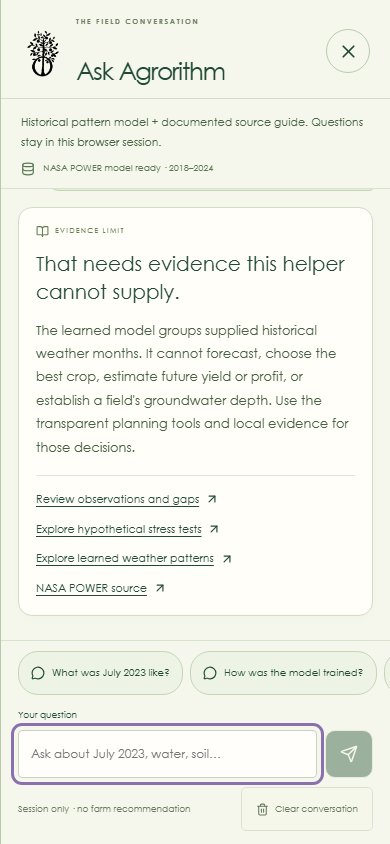 THE FIELD CONVERSATION
Ask Agrorithm
Historical pattern model + documented source guide. Questions
stay in this browser session.
NASA POWER model ready · 2018–2024
EVIDENCE LIMIT
That needs evidence this helper
cannot supply.
The learned model groups supplied historical
weather months. It cannot forecast, choose the
best crop, estimate future yield or profit, or
establish a field's groundwater depth. Use the
transparent planning tools and local evidence for
those decisions.
Review observations and gaps
Explore hypothetical stress tests
Explore learned weather patterns
NASA POWER source
What was July 2023 like?
How was the model trained?
Your question
Ask about July 2023, water, soil...
Session only · no farm recommendation
Clear conversation